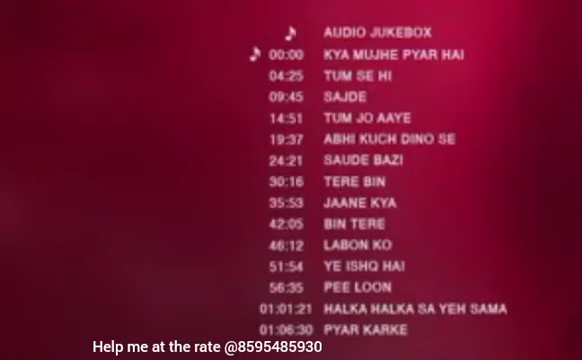 AUDIO JUKEBOX
00:00 KYA MUJHE PYAR HAI
04:25 TUM SE HI
09:45 SAJDE
14:51 TUM JO AAYE
19:37 ABHI KUCH DINO SE
24:21 SAUDE BAZI
30:16 TERE BIN
35:53 JAANE KYA
42:05 BIN TERE
46:12 LABON KO
51:54 YE ISHQ HAI
56:35 PEE LOON
01:01:21 HALKA HALKA SA YEH SAMA
01:06:30 PYAR KARKE
Help me at the rate @8595485930